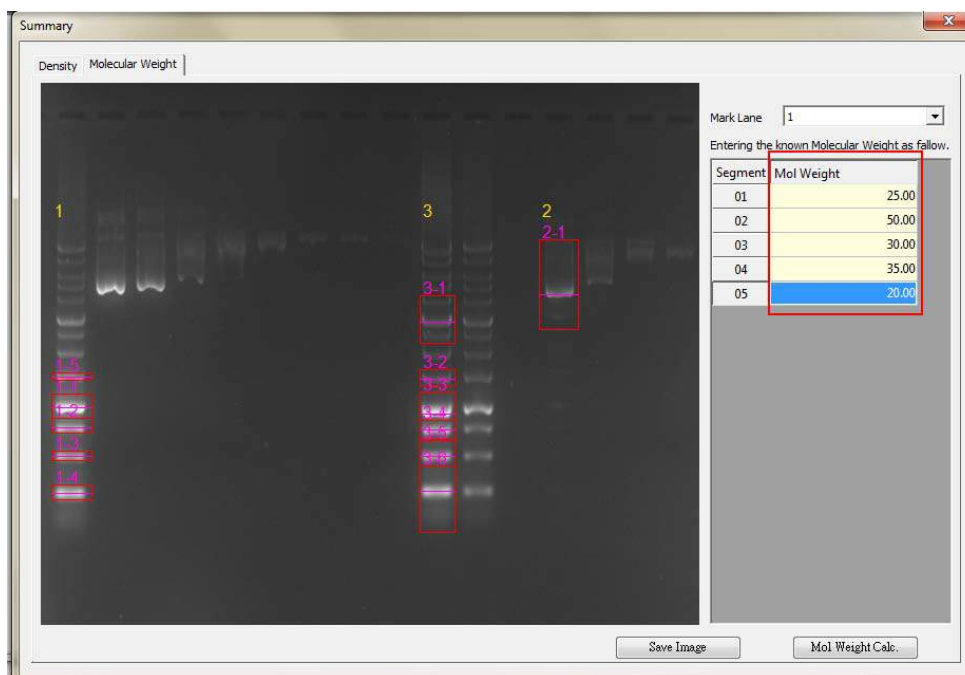 Summary
Density Molecular Weight
Mark Lane 1
Entering the known Molecular Weight as fallow.
Segment Mol Weight
01 25.00
02 50.00
03 30.00
04 35.00
05 20.00
1 3 2
2-1
3-1
1-5 3-2
1-1 3-3
1-2 3-4
3-5
1-3 3-6
1-4
Save Image Mol Weight Calc.